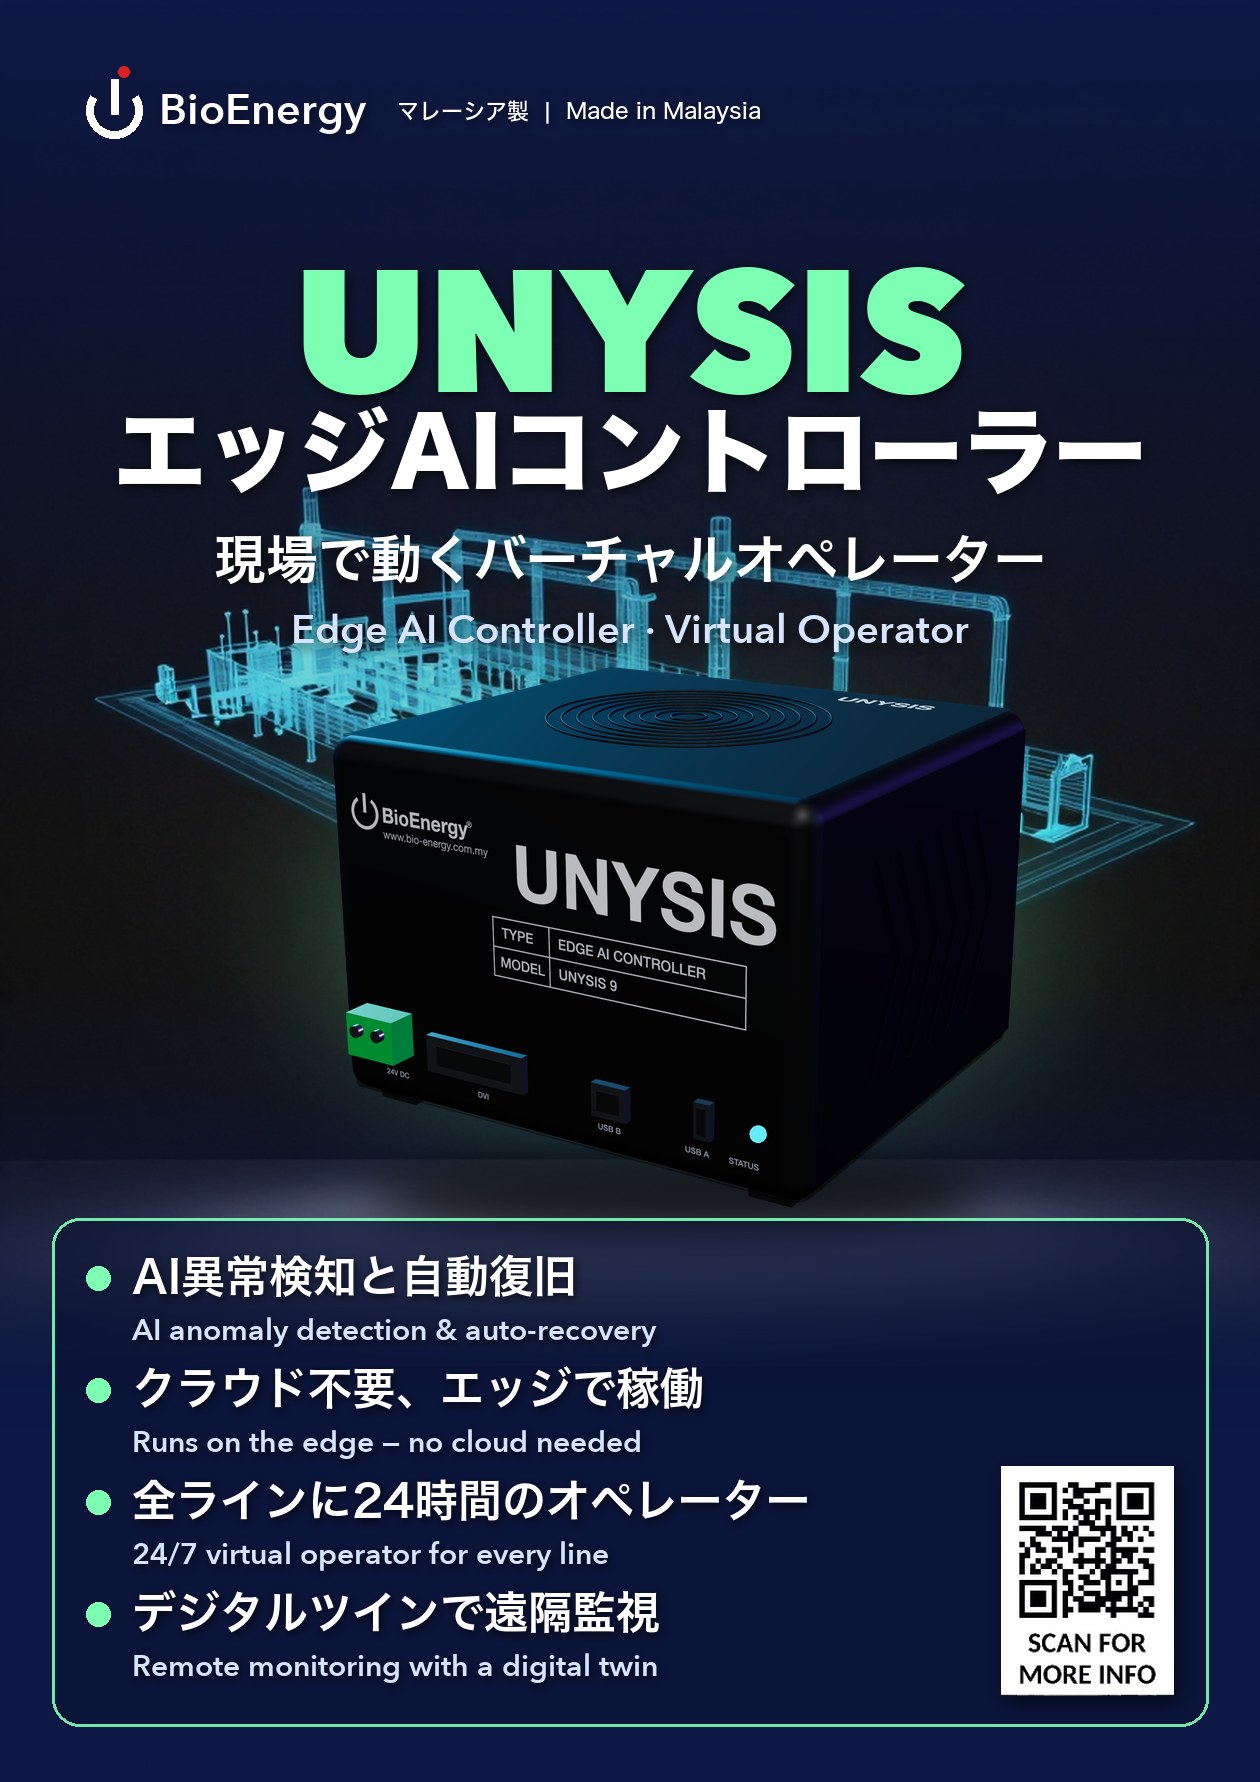 BioEnergy マレーシア製 | Made in Malaysia
UNYSIS
エッジAIコントローラー
現場で動くバーチャルオペレーター
Edge AI Controller · Virtual Operator
UNYSIS
BioEnergy®
www.bio-energy.com.my
UNYSIS
TYPE EDGE AI CONTROLLER
MODEL UNYSIS 9
24V DC
DVI
USB B
USB A
STATUS
AI異常検知と自動復旧
AI anomaly detection & auto-recovery
クラウド不要、エッジで稼働
Runs on the edge – no cloud needed
全ラインに24時間のオペレーター
24/7 virtual operator for every line
デジタルツインで遠隔監視
Remote monitoring with a digital twin
SCAN FOR
MORE INFO